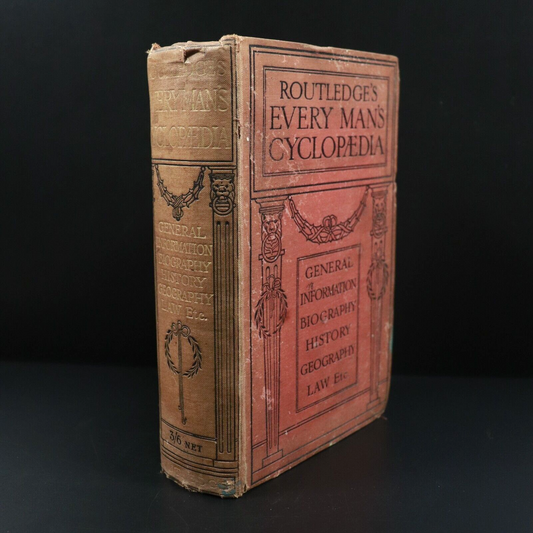 ROUTLEDGE'S
EVERY MAN'S
CYCLOPÆDIA
GENERAL
INFORMATION
BIOGRAPHY
HISTORY
GEOGRAPHY
LAW Etc.
EVERY MAN'S
CYCLOPÆDIA
GENERAL
INFORMATION
BIOGRAPHY
HISTORY
GEOGRAPHY
LAW Etc.
3/6 NET